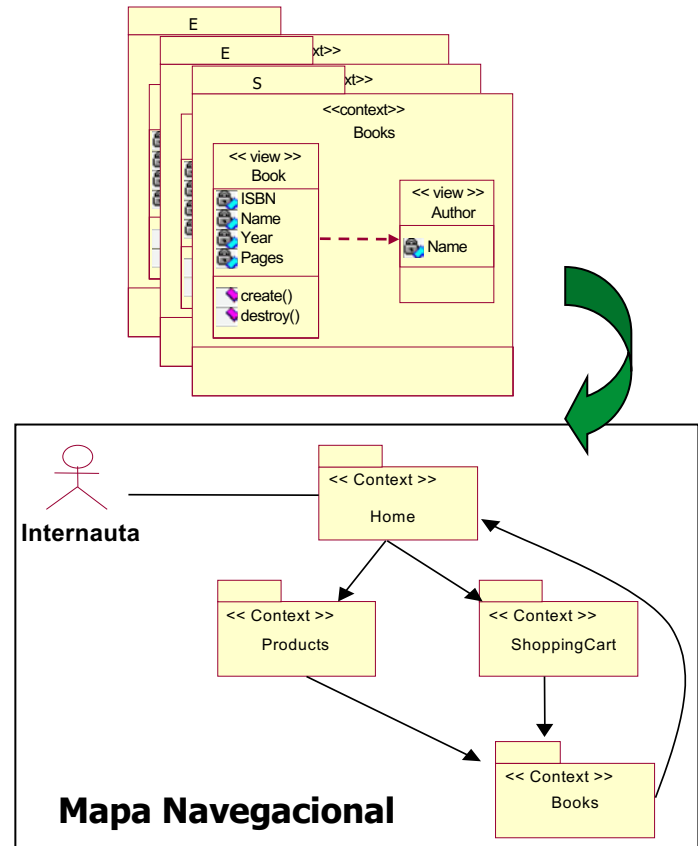 E
E
xt>>
S
xt>>
<<context>>
Books
<< view >>
Book
ISBN
Name
Year
Pages
create()
destroy()
<< view >>
Author
Name
Internauta
<< Context >>
Home
<< Context >>
Products
<< Context >>
ShoppingCart
<< Context >>
Books
Mapa Navegacional